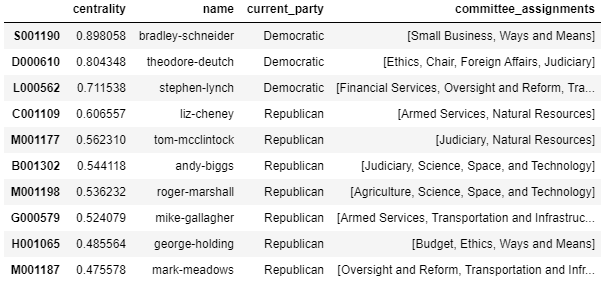 centrality name current_party committee_assignments
S001190 0.898058 bradley-schneider Democratic [Small Business, Ways and Means]
D000610 0.804348 theodore-deutch Democratic [Ethics, Chair, Foreign Affairs, Judiciary]
L000562 0.711538 stephen-lynch Democratic [Financial Services, Oversight and Reform, Tra...
C001109 0.606557 liz-cheney Republican [Armed Services, Natural Resources]
M001177 0.562310 tom-mcclintock Republican [Judiciary, Natural Resources]
B001302 0.544118 andy-biggs Republican [Judiciary, Science, Space, and Technology]
M001198 0.536232 roger-marshall Republican [Agriculture, Science, Space, and Technology]
G000579 0.524079 mike-gallagher Republican [Armed Services, Transportation and Infrastruc...
H001065 0.485564 george-holding Republican [Budget, Ethics, Ways and Means]
M001187 0.475578 mark-meadows Republican [Oversight and Reform, Transportation and Infr...